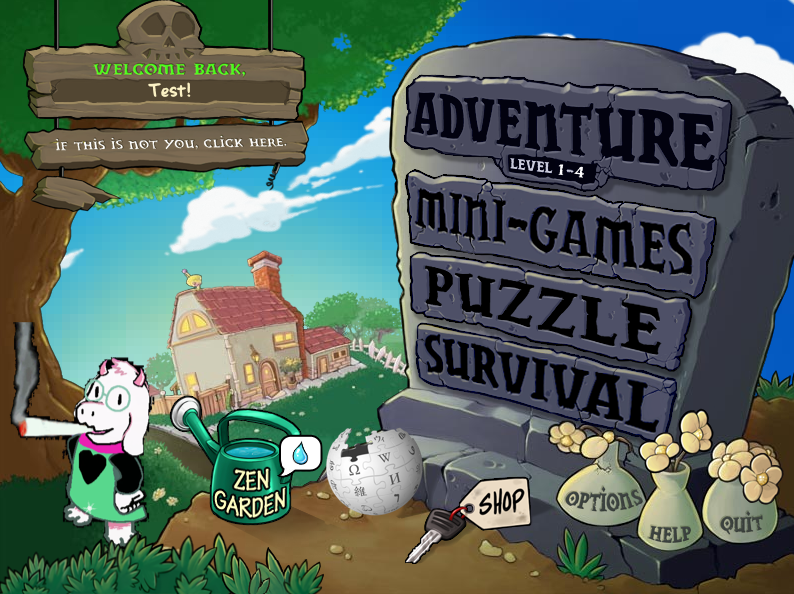 WELCOME BACK,
Test!
IF THIS IS NOT YOU, CLICK HERE.
ADVENTURE
LEVEL 1-4
MINI-GAMES
PUZZLE
SURVIVAL
ZEN
GARDEN
Ω W
維 И
SHOP
OPTIONS
HELP
QUIT